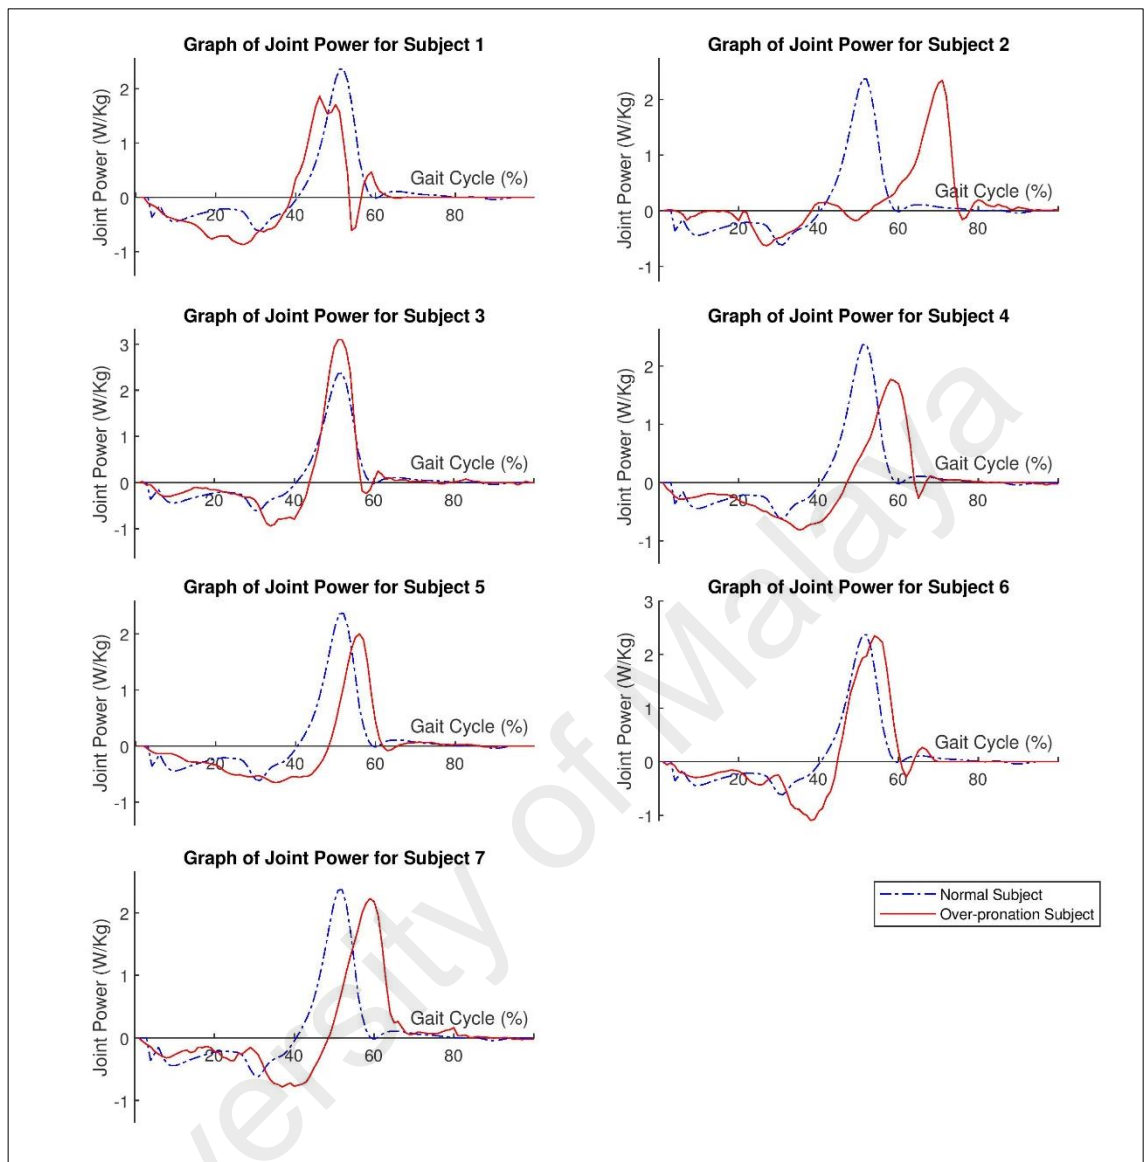 Graph of Joint Power for Subject 1
Joint Power (W/Kg)
2
1
0
-1
20
40
60
80
Gait Cycle (%)
Graph of Joint Power for Subject 2
Joint Power (W/Kg)
2
1
0
-1
20
40
60
80
Gait Cycle (%)
Graph of Joint Power for Subject 3
Joint Power (W/Kg)
3
2
1
0
-1
20
40
60
80
Gait Cycle (%)
Graph of Joint Power for Subject 4
Joint Power (W/Kg)
2
1
0
-1
20
40
60
80
Gait Cycle (%)
Graph of Joint Power for Subject 5
Joint Power (W/Kg)
2
1
0
-1
20
40
60
80
Gait Cycle (%)
Graph of Joint Power for Subject 6
Joint Power (W/Kg)
3
2
1
0
-1
20
40
60
80
Gait Cycle (%)
Graph of Joint Power for Subject 7
Joint Power (W/Kg)
2
1
0
-1
20
40
60
80
Gait Cycle (%)
Normal Subject
Over-pronation Subject
ersity of Malaya